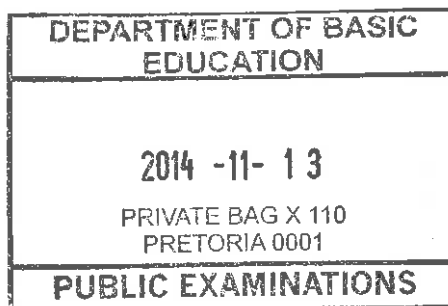 DEPARTMENT OF BASIC
EDUCATION
2014 -11- 13
PRIVATE BAG X 110
PRETORIA 0001
PUBLIC EXAMINATIONS